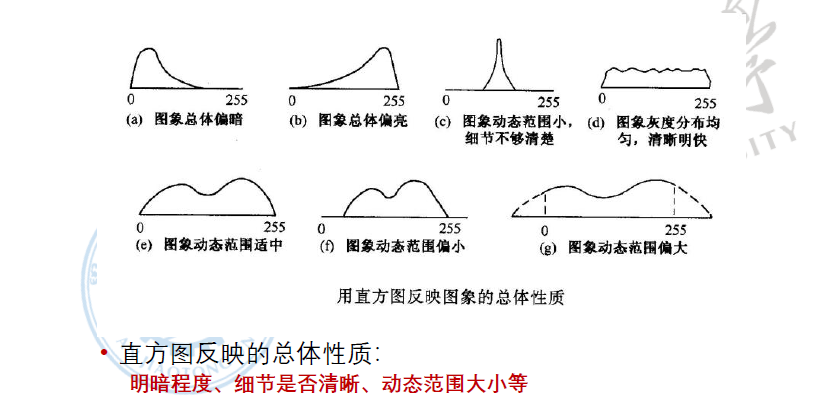 0 255
0 255
0 255
0 255
(a) 图象总体偏暗
(b) 图象总体偏亮
(c) 图象动态范围小，
细节不够清楚
(d) 图象灰度分布均
匀，清晰明快
0 255
0 255
0 255
(e) 图象动态范围适中
(f) 图象动态范围偏小
(g) 图象动态范围偏大
用直方图反映图象的总体性质
• 直方图反映的总体性质：
明暗程度、细节是否清晰、动态范围大小等